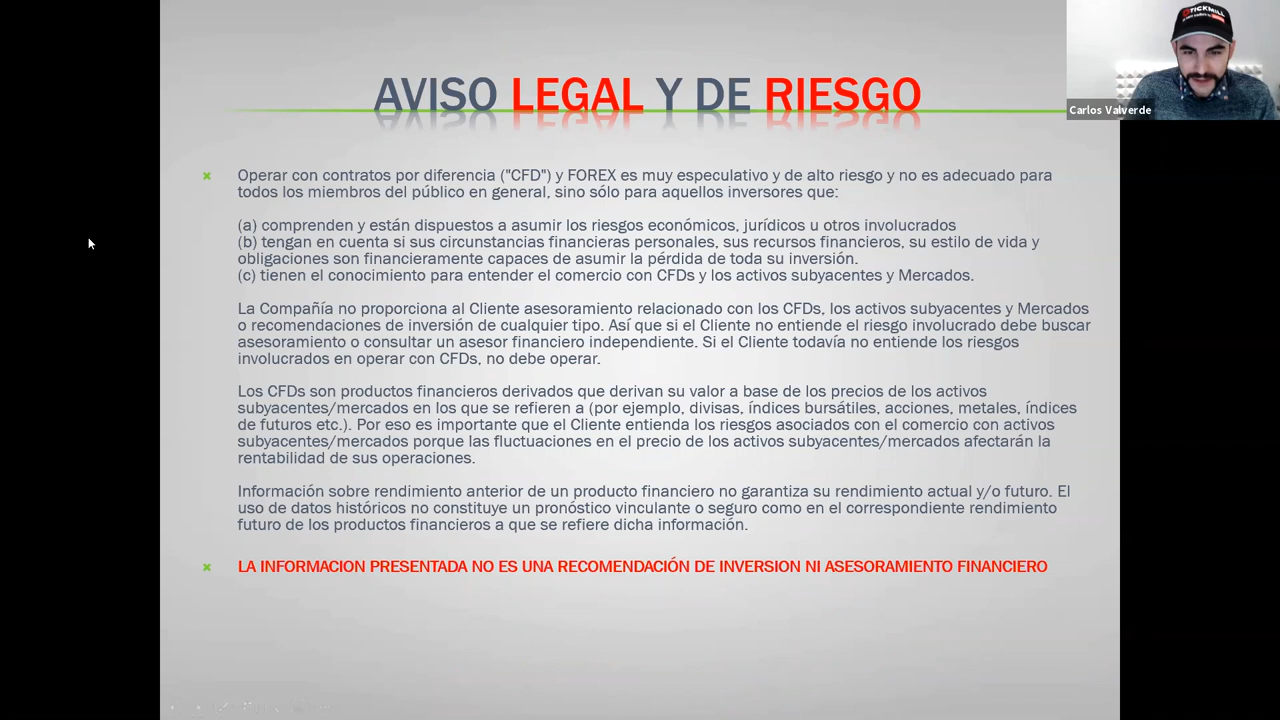 AVISO LEGAL Y DE RIESGO
TICKMILL
Carlos Valverde
Operar con contratos por diferencia ("CFD") y FOREX es muy especulativo y de alto riesgo y no es adecuado para
todos los miembros del público en general, sino sólo para aquellos inversores que:
(a) comprenden y están dispuestos a asumir los riesgos económicos, jurídicos u otros involucrados
(b) tengan en cuenta si sus circunstancias financieras personales, sus recursos financieros, su estilo de vida y
obligaciones son financieramente capaces de asumir la pérdida de toda su inversión.
(c) tienen el conocimiento para entender el comercio con CFDs y los activos subyacentes y Mercados.
La Compañía no proporciona al Cliente asesoramiento relacionado con los CFDs, los activos subyacentes y Mercados
o recomendaciones de inversión de cualquier tipo. Así que si el Cliente no entiende el riesgo involucrado debe buscar
asesoramiento o consultar un asesor financiero independiente. Si el Cliente todavía no entiende los riesgos
involucrados en operar con CFDs, no debe operar.
Los CFDs son productos financieros derivados que derivan su valor a base de los precios de los activos
subyacentes/mercados en los que se refieren a (por ejemplo, divisas, índices bursátiles, acciones, metales, índices
de futuros etc.). Por eso es importante que el Cliente entienda los riesgos asociados con el comercio con activos
subyacentes/mercados porque las fluctuaciones en el precio de los activos subyacentes/mercados afectarán la
rentabilidad de sus operaciones.
Información sobre rendimiento anterior de un producto financiero no garantiza su rendimiento actual y/o futuro. El
uso de datos históricos no constituye un pronóstico vinculante o seguro como en el correspondiente rendimiento
futuro de los productos financieros a que se refiere dicha información.
LA INFORMACION PRESENTADA NO ES UNA RECOMENDACIÓN DE INVERSION NI ASESORAMIENTO FINANCIERO